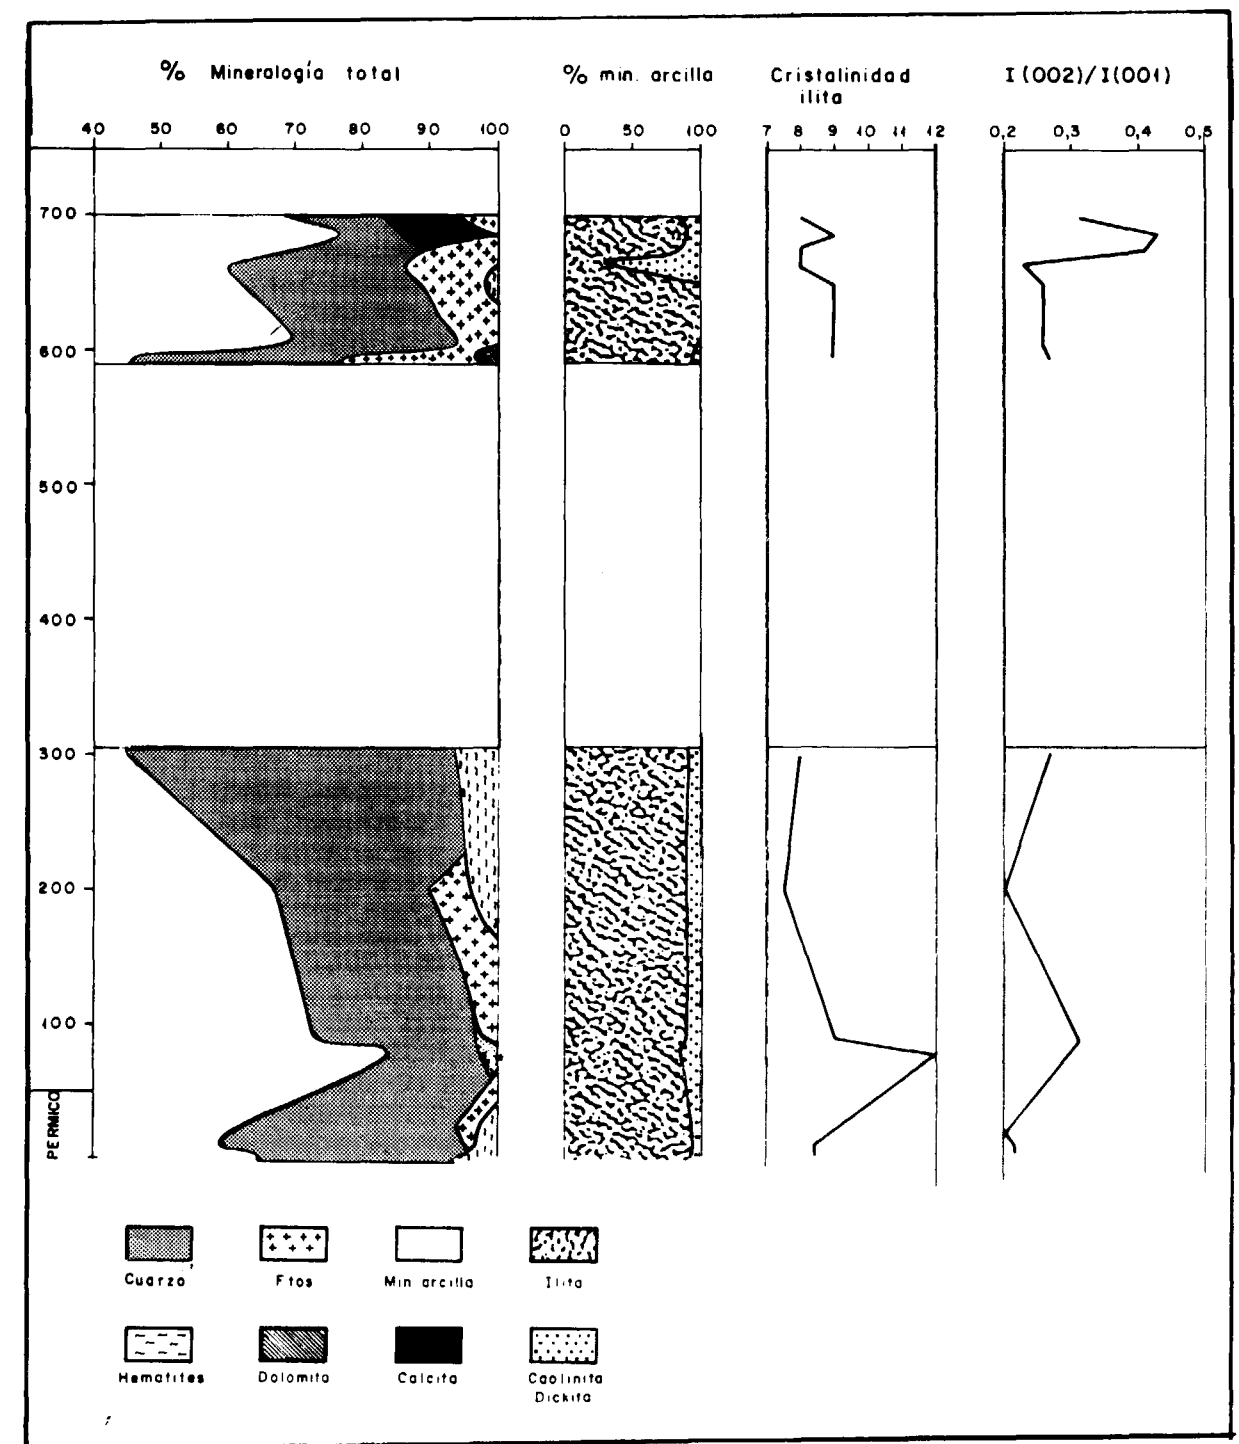 % Mineralogía total
% min. arcilla
Cristalinidad
ilita
I (002)/I(001)
40 50 60 70 80 90 100
0 50 100
7 8 9 10 11 12
0,2 0,3 0,4 0,5
700
600
500
400
300
200
100
PERMICO
Cuarzo
Ftos
Min arcilla
Ilita
Hematites
Dolomita
Calcita
Caolinita
Dickita